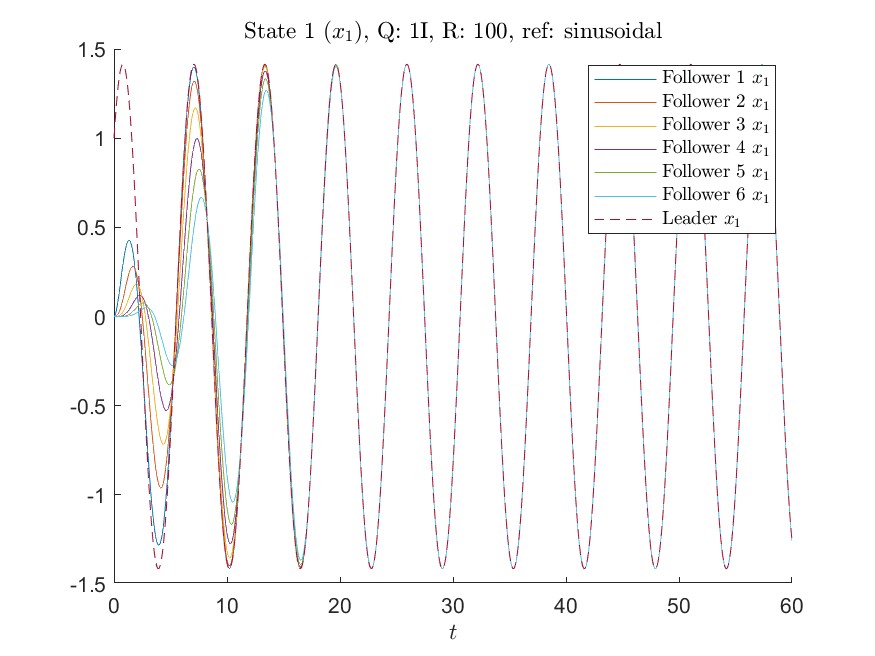 State 1 (x₁), Q: 1I, R: 100, ref: sinusoidal
1.5
1
0.5
0
-0.5
-1
-1.5
0 10 20 30 40 50 60
t
Follower 1 x₁
Follower 2 x₁
Follower 3 x₁
Follower 4 x₁
Follower 5 x₁
Follower 6 x₁
Leader x₁